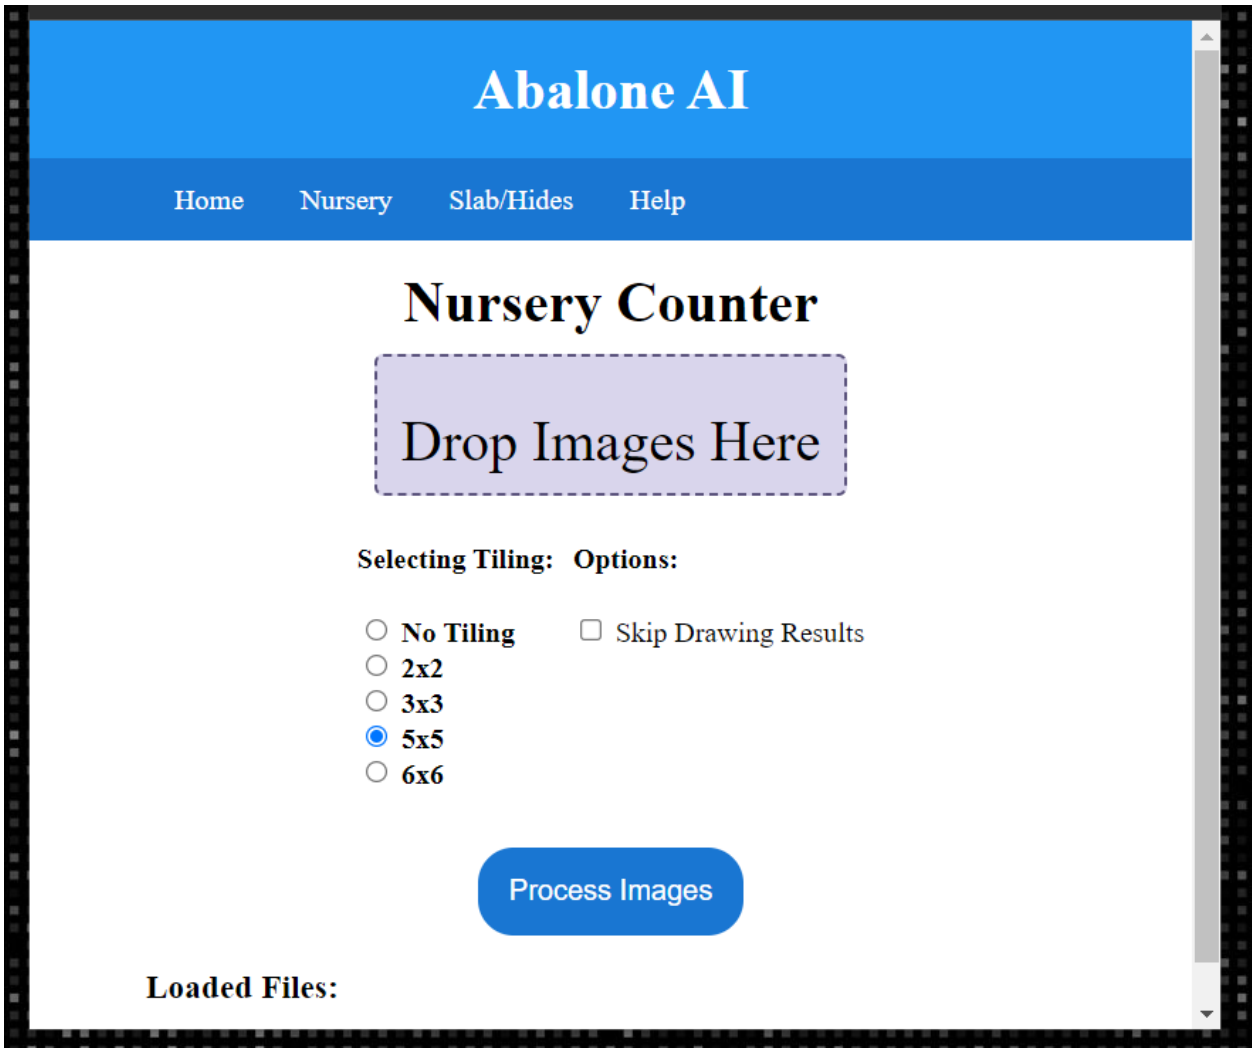 Abalone AI
Home Nursery Slab/Hides Help
Nursery Counter
Drop Images Here
Selecting Tiling: Options:
No Tiling Skip Drawing Results
2x2
3x3
5x5
6x6
Process Images
Loaded Files: